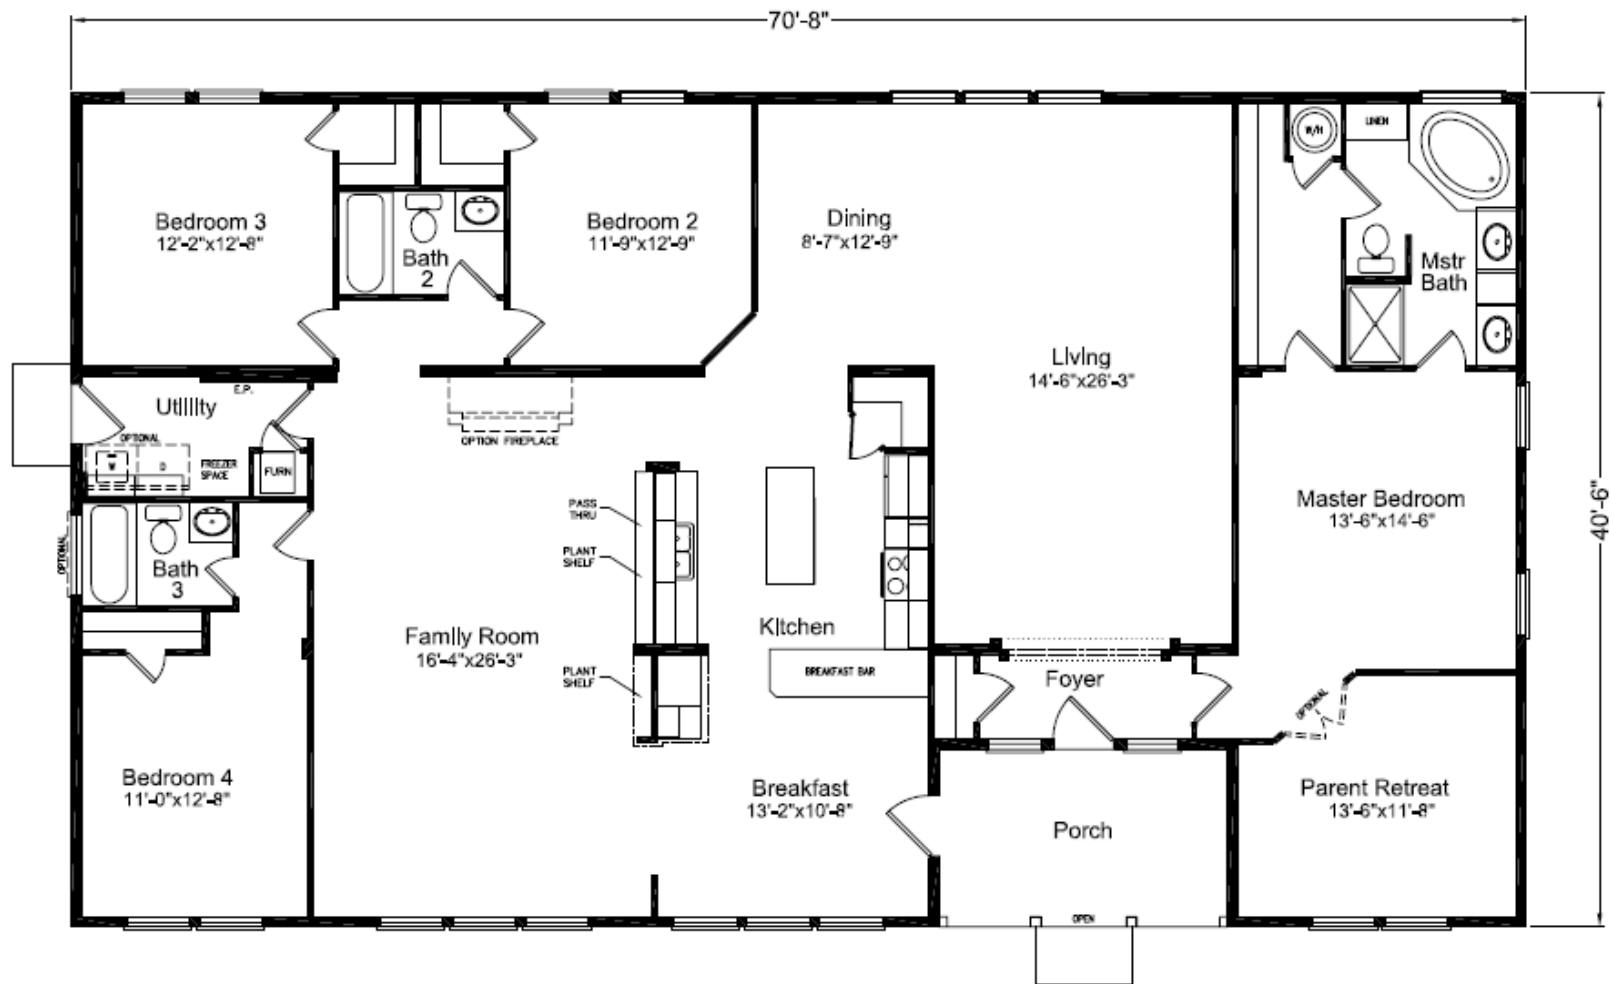 70'-8"
Bedroom 3
12'-2"x12'-8"
Bath
2
Bedroom 2
11'-9"x12'-9"
Dining
8'-7"x12'-9"
W/H
LINEN
Mstr
Bath
Living
14'-6"x26'-3"
Utility
E.P.
OPTIONAL
W
D
FREEZER
SPACE
FURN
OPTION FIREPLACE
Master Bedroom
13'-6"x14'-6"
40'-6"
PASS
THRU
PLANT
SHELF
OPTIONAL
Bath
3
Family Room
16'-4"x26'-3"
Kitchen
PLANT
SHELF
BREAKFAST BAR
Foyer
OPTIONAL
Bedroom 4
11'-0"x12'-8"
Breakfast
13'-2"x10'-8"
Porch
Parent Retreat
13'-6"x11'-8"
OPEN